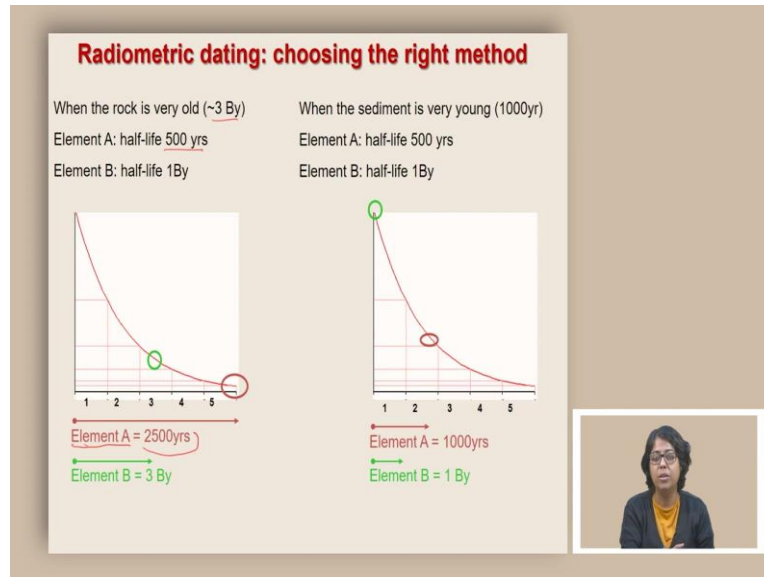 Radiometric dating: choosing the right method
When the rock is very old (~3 By)
Element A: half-life 500 yrs
Element B: half-life 1By
1 2 3 4 5
Element A = 2500yrs
Element B = 3 By
When the sediment is very young (1000yr)
Element A: half-life 500 yrs
Element B: half-life 1By
1 2 3 4 5
Element A = 1000yrs
Element B = 1 By